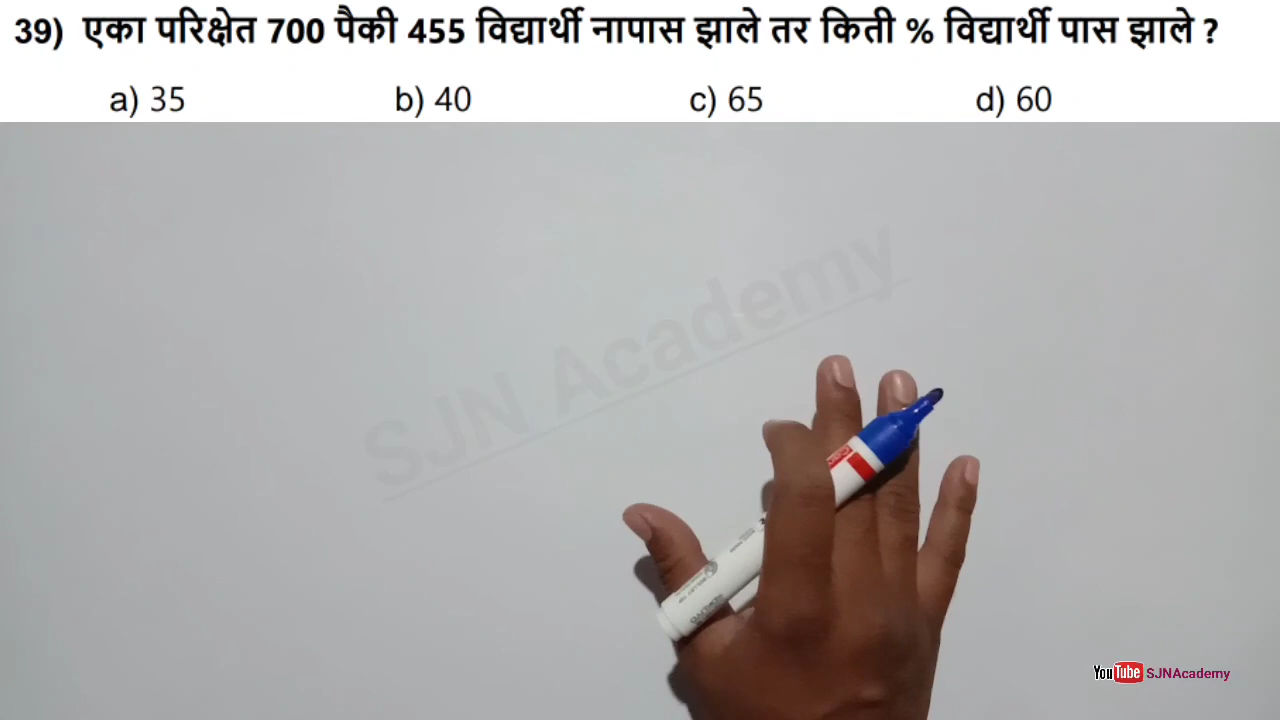 39) एका परिक्षेत 700 पैकी 455 विद्यार्थी नापास झाले तर किती % विद्यार्थी पास झाले ?
a) 35 b) 40 c) 65 d) 60
SJN Academy
YouTube SJNAcademy